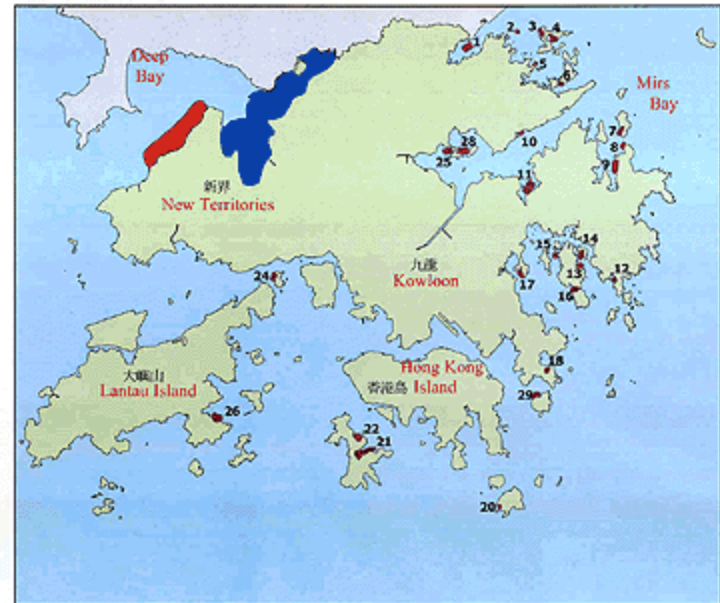 Deep
Bay
1
2
3
4
5
6
Mirs
Bay
7
8
9
10
11
28
25
新界
New Territories
14
15
13
12
16
17
九龍
Kowloon
24
18
29
Hong Kong
香港島 Island
大嶼山
Lantau Island
26
22
21
20